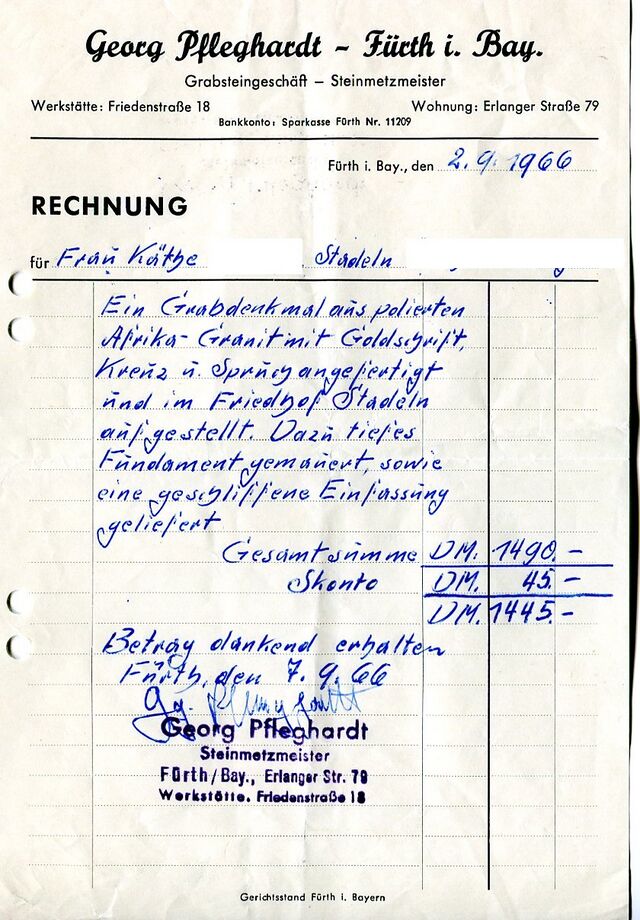 Georg Pfleghardt - Fürth i. Bay.
Grabsteingeschäft – Steinmetzmeister
Werkstätte: Friedenstraße 18 Wohnung: Erlanger Straße 79
Bankkonto: Sparkasse Fürth Nr. 11209
Fürth i. Bay., den 2.9.1966
RECHNUNG
für Frau Käthe Stadeln
Ein Grabdenkmal aus polierten
Afrika-Granit mit Goldschrift,
Kreuz u. Spruch angefertigt
und im Friedhof Stadeln
aufgestellt. Dazu tiefes
Fundament gemauert, sowie
eine geschliffene Einfassung
geliefert
Gesamtsumme DM. 1490.-
Skonto DM. 45.-
DM. 1445.-
Betrag dankend erhalten
Fürth, den 7.9.66
Gg. Pfleghardt
Georg Pfleghardt
Steinmetzmeister
Fürth/Bay., Erlanger Str. 79
Werkstätte. Friedenstraße 18
Gerichtsstand Fürth i. Bayern